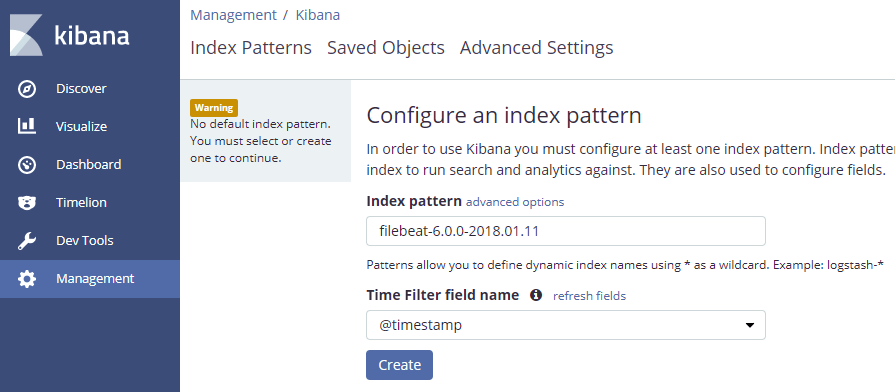 kibana
Discover
Visualize
Dashboard
Timelion
Dev Tools
Management
Management / Kibana
Index Patterns Saved Objects Advanced Settings
Warning
No default index pattern.
You must select or create
one to continue.
Configure an index pattern
In order to use Kibana you must configure at least one index pattern. Index patte
index to run search and analytics against. They are also used to configure fields.
Index pattern advanced options
filebeat-6.0.0-2018.01.11
Patterns allow you to define dynamic index names using * as a wildcard. Example: logstash-*
Time Filter field name refresh fields
@timestamp
Create